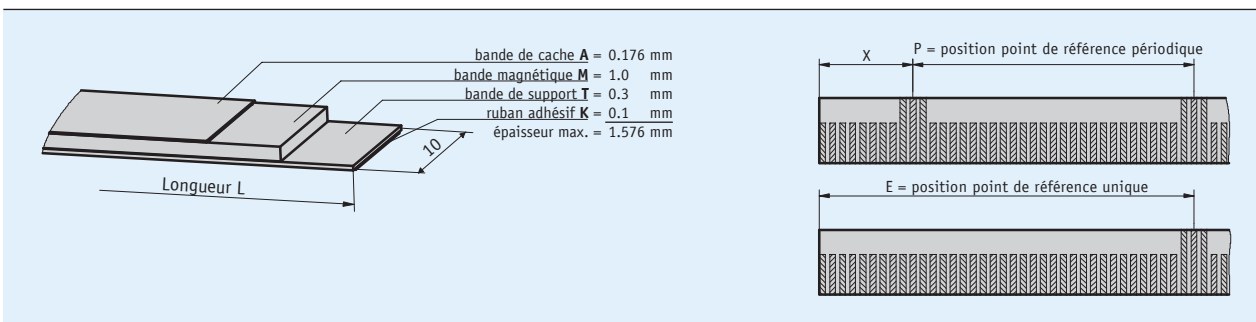 bande de cache A = 0.176 mm
bande magnétique M = 1.0 mm
bande de support T = 0.3 mm
ruban adhésif K = 0.1 mm
épaisseur max. = 1.576 mm
10
Longueur L
X
P = position point de référence périodique
E = position point de référence unique